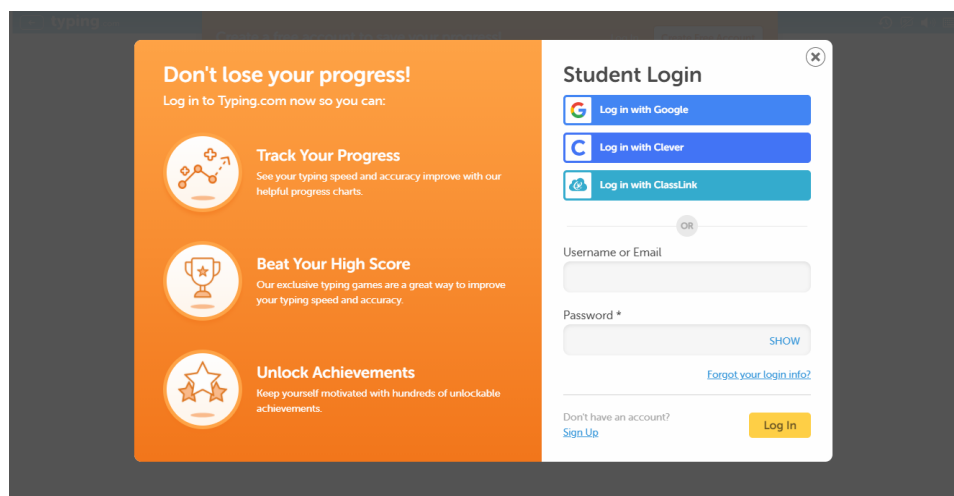 typing
Don't lose your progress!
Log in to Typing.com now so you can:
Track Your Progress
See your typing speed and accuracy improve with our
helpful progress charts.
Beat Your High Score
Our exclusive typing games are a great way to improve
your typing speed and accuracy.
Unlock Achievements
Keep yourself motivated with hundreds of unlockable
achievements.
Student Login
Log in with Google
Log in with Clever
Log in with ClassLink
OR
Username or Email
Password *
SHOW
Forgot your login info?
Don't have an account?
Sign Up
Log In